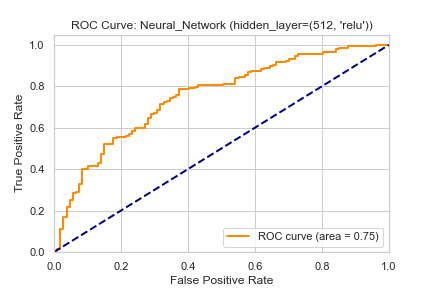 ROC Curve: Neural_Network (hidden_layer=(512, 'relu'))
True Positive Rate
1.0
0.8
0.6
0.4
0.2
0.0
ROC curve (area = 0.75)
0.0 0.2 0.4 0.6 0.8 1.0
False Positive Rate